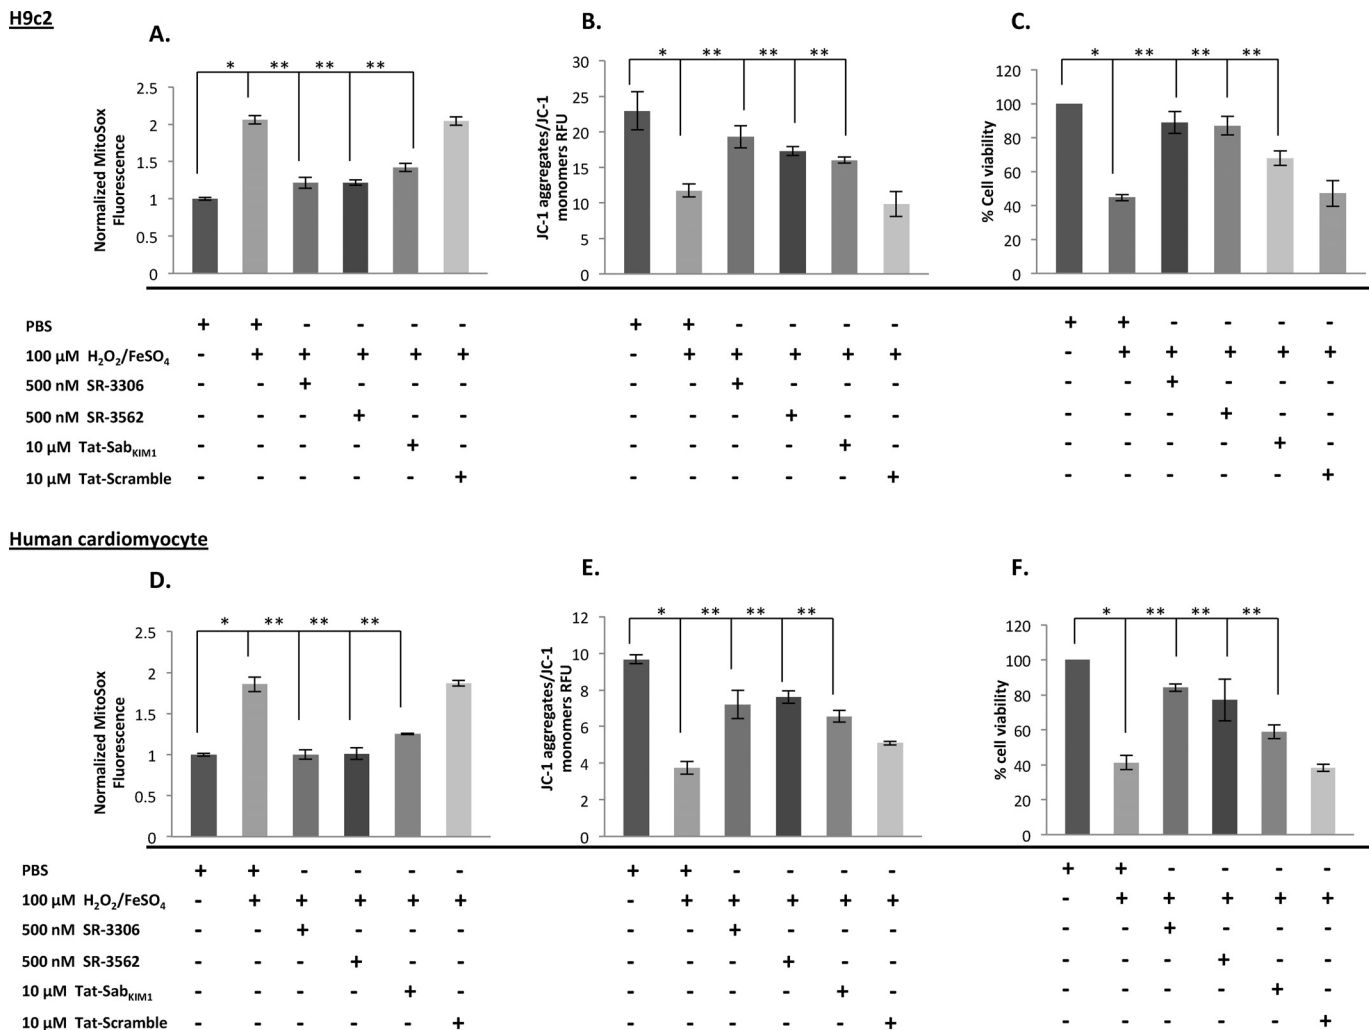 H9c2
A.
* ** ** **
Normalized MitoSox
Fluorescence
2.5
2
1.5
1
0.5
0
B.
* ** ** **
JC-1 aggregates/JC-1
monomers RFU
30
25
20
15
10
5
0
C.
* ** ** **
% Cell viability
120
100
80
60
40
20
0
PBS + + - - - - + + - - - - + + - - - -
100 µM H₂O₂/FeSO₄ - + + + + + - + + + + + - + + + + +
500 nM SR-3306 - - + - - - - - + - - - - - + - - -
500 nM SR-3562 - - - + - - - - - + - - - - - + - -
10 µM Tat-Sab_KIM1 - - - - + - - - - - + - - - - - + -
10 µM Tat-Scramble - - - - - + - - - - - + - - - - - +
Human cardiomyocyte
D.
* ** ** **
Normalized MitoSox
Fluorescence
2.5
2
1.5
1
0.5
0
E.
* ** ** **
JC-1 aggregates/JC-1
monomers RFU
12
10
8
6
4
2
0
F.
* ** ** **
% cell viability
120
100
80
60
40
20
0
PBS + + - - - - + + - - - - + + - - - -
100 µM H₂O₂/FeSO₄ - + + + + + - + + + + + - + + + + +
500 nM SR-3306 - - + - - - - - + - - - - - + - - -
500 nM SR-3562 - - - + - - - - - + - - - - - + - -
10 µM Tat-Sab_KIM1 - - - - + - - - - - + - - - - - + -
10 µM Tat-Scramble - - - - - + - - - - - + - - - - - +